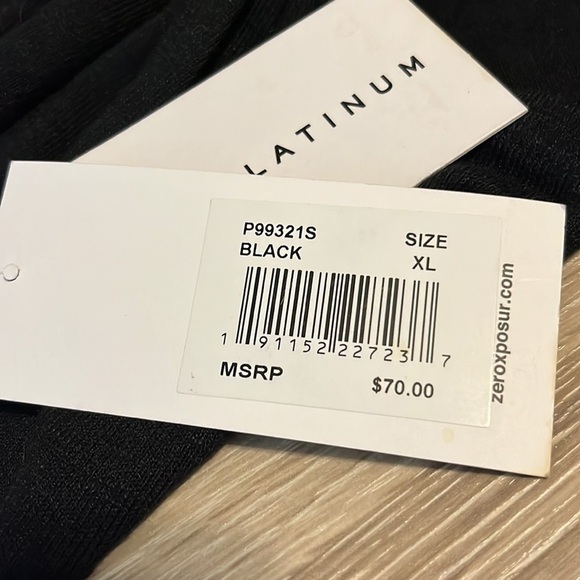 LATINUM
P99321S
BLACK
SIZE
XL
1 91152 22723 7
MSRP
$70.00
zeroxposur.com